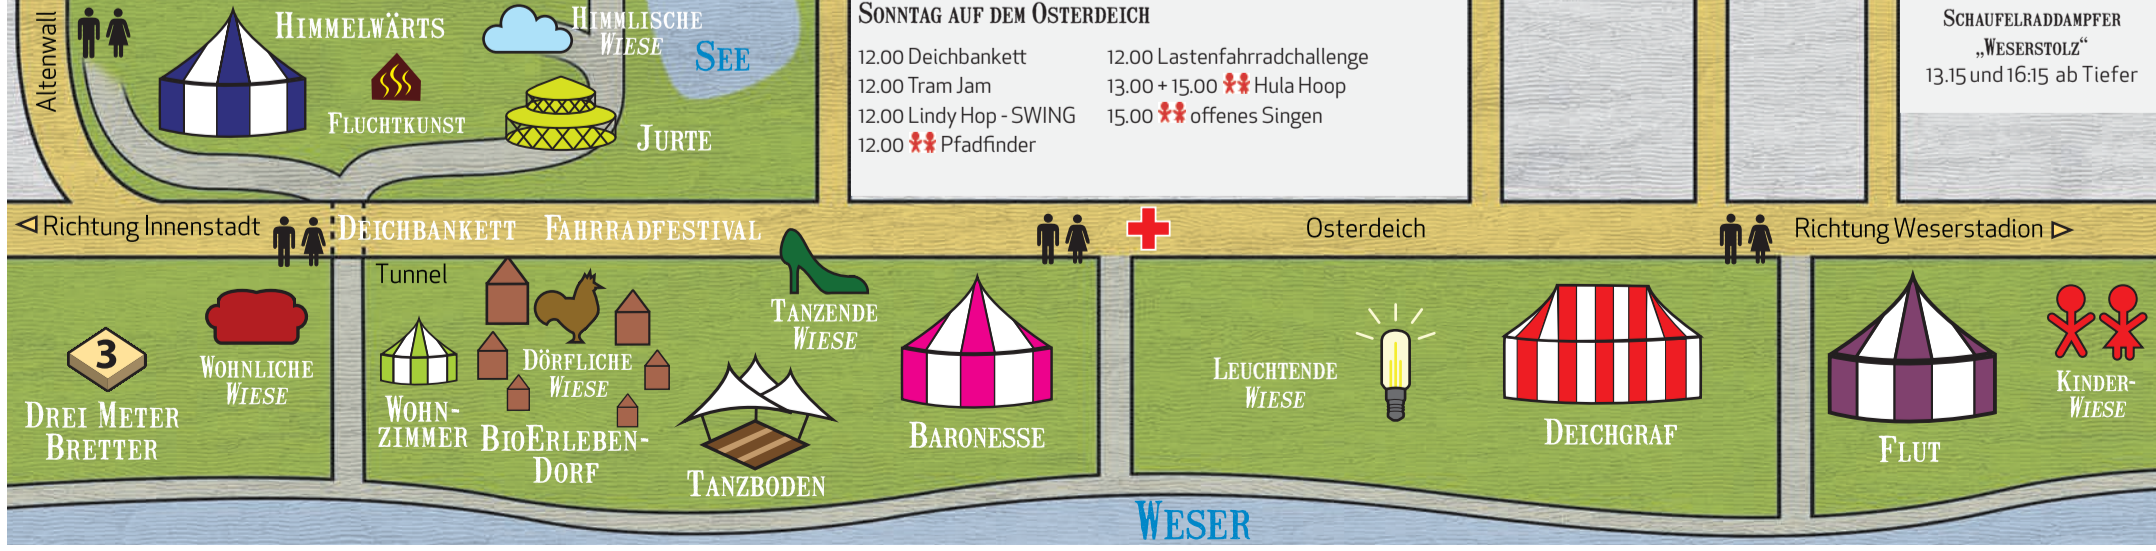 Altenwall
Himmelwärts
Himmlische
Wiese
See
Fluchtkunst
Jurte
Sonntag auf dem Osterdeich
12.00 Deichbankett
12.00 Tram Jam
12.00 Lindy Hop - SWING
12.00 Pfadfinder
12.00 Lastenfahrradchallenge
13.00 + 15.00 Hula Hoop
15.00 offenes Singen
Schaufelraddampfer
„Weserstolz“
13.15 und 16:15 ab Tiefer
Richtung Innenstadt
Deichbankett
Fahrradfestival
Osterdeich
Richtung Weserstadion
Tunnel
3
Drei Meter
Bretter
Wohnliche
Wiese
Wohn-
zimmer
Dörfliche
Wiese
BioErleben-
Dorf
Tanzende
Wiese
Tanzboden
Baronesse
Leuchtende
Wiese
Deichgraf
Flut
Kinder-
Wiese
Weser